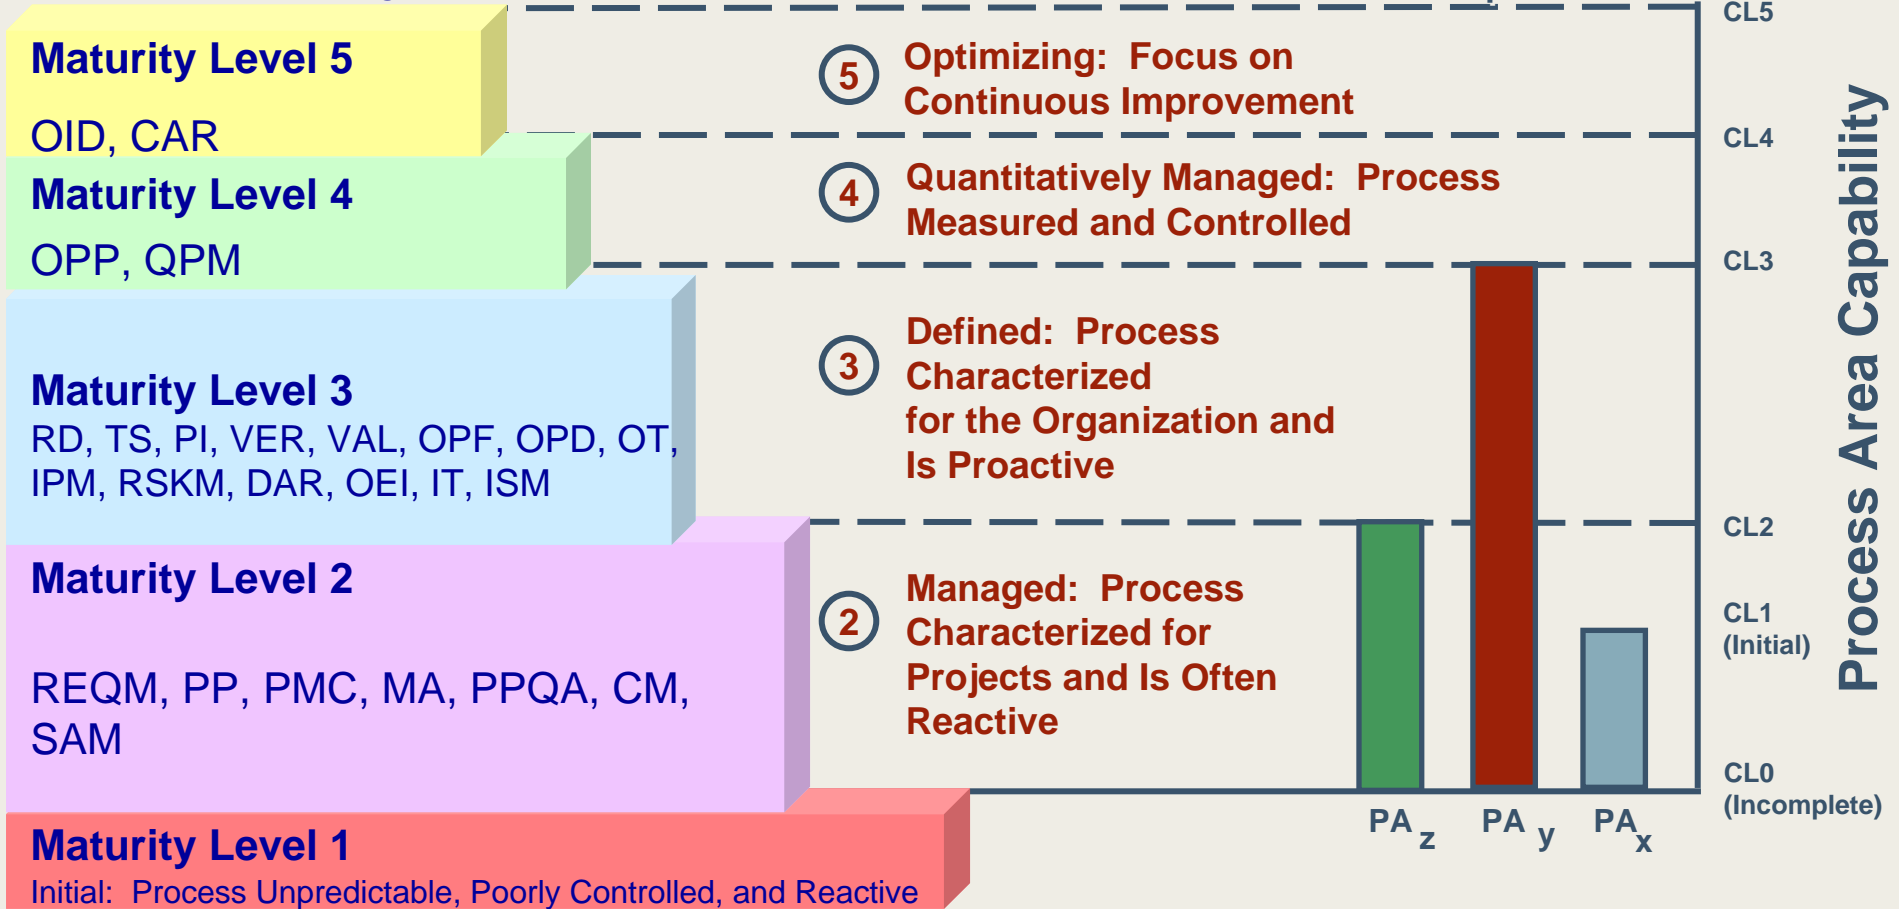 Maturity Level 5
OID, CAR
Maturity Level 4
OPP, QPM
Maturity Level 3
RD, TS, PI, VER, VAL, OPF, OPD, OT,
IPM, RSKM, DAR, OEI, IT, ISM
Maturity Level 2
REQM, PP, PMC, MA, PPQA, CM,
SAM
Maturity Level 1
Initial: Process Unpredictable, Poorly Controlled, and Reactive
5
Optimizing: Focus on
Continuous Improvement
4
Quantitatively Managed: Process
Measured and Controlled
3
Defined: Process
Characterized
for the Organization and
Is Proactive
2
Managed: Process
Characterized for
Projects and Is Often
Reactive
PA z
PA y
PA x
CL5
CL4
CL3
CL2
CL1
(Initial)
CL0
(Incomplete)
Process Area Capability